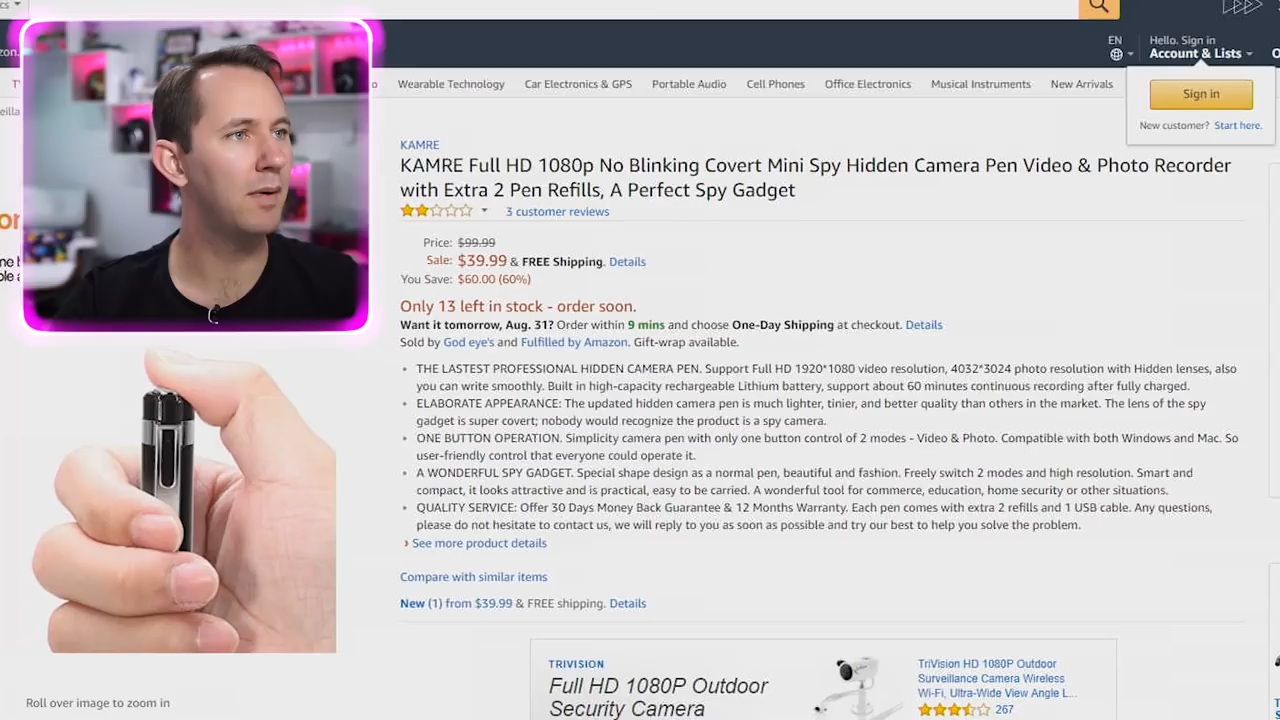 cs
EN
Hello. Sign in
Account & Lists
Sign in
New customer? Start here.
Wearable Technology
Car Electronics & GPS
Portable Audio
Cell Phones
Office Electronics
Musical Instruments
New Arrivals
KAMRE
KAMRE Full HD 1080p No Blinking Covert Mini Spy Hidden Camera Pen Video & Photo Recorder
with Extra 2 Pen Refills, A Perfect Spy Gadget
3 customer reviews
Price: $99.99
Sale: $39.99 & FREE Shipping. Details
You Save: $60.00 (60%)
Only 13 left in stock - order soon.
Want it tomorrow, Aug. 31? Order within 9 mins and choose One-Day Shipping at checkout. Details
Sold by God eye's and Fulfilled by Amazon. Gift-wrap available.
• THE LASTEST PROFESSIONAL HIDDEN CAMERA PEN. Support Full HD 1920*1080 video resolution, 4032*3024 photo resolution with Hidden lenses, also
you can write smoothly. Built in high-capacity rechargeable Lithium battery, support about 60 minutes continuous recording after fully charged.
• ELABORATE APPEARANCE: The updated hidden camera pen is much lighter, tinier, and better quality than others in the market. The lens of the spy
gadget is super covert; nobody would recognize the product is a spy camera.
• ONE BUTTON OPERATION. Simplicity camera pen with only one button control of 2 modes - Video & Photo. Compatible with both Windows and Mac. So
user-friendly control that everyone could operate it.
• A WONDERFUL SPY GADGET. Special shape design as a normal pen, beautiful and fashion. Freely switch 2 modes and high resolution. Smart and
compact, it looks attractive and is practical, easy to be carried. A wonderful tool for commerce, education, home security or other situations.
• QUALITY SERVICE: Offer 30 Days Money Back Guarantee & 12 Months Warranty. Each pen comes with extra 2 refills and 1 USB cable. Any questions,
please do not hesitate to contact us, we will reply to you as soon as possible and try our best to help you solve the problem.
› See more product details
Compare with similar items
New (1) from $39.99 & FREE shipping. Details
TRIVISION
Full HD 1080P Outdoor
Security Camera
TriVision HD 1080P Outdoor
Surveillance Camera Wireless
Wi-Fi, Ultra-Wide View Angle L...
267
Roll over image to zoom in